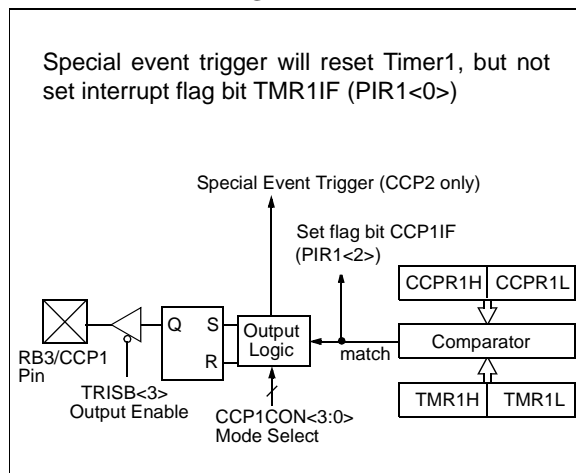 Special event trigger will reset Timer1, but not
set interrupt flag bit TMR1IF (PIR1<0>)
Special Event Trigger (CCP2 only)
Set flag bit CCP1IF
(PIR1<2>)
CCPR1H CCPR1L
Q S Output
Logic
R
match
Comparator
RB3/CCP1
Pin
TRISB<3>
Output Enable
CCP1CON<3:0>
Mode Select
TMR1H TMR1L